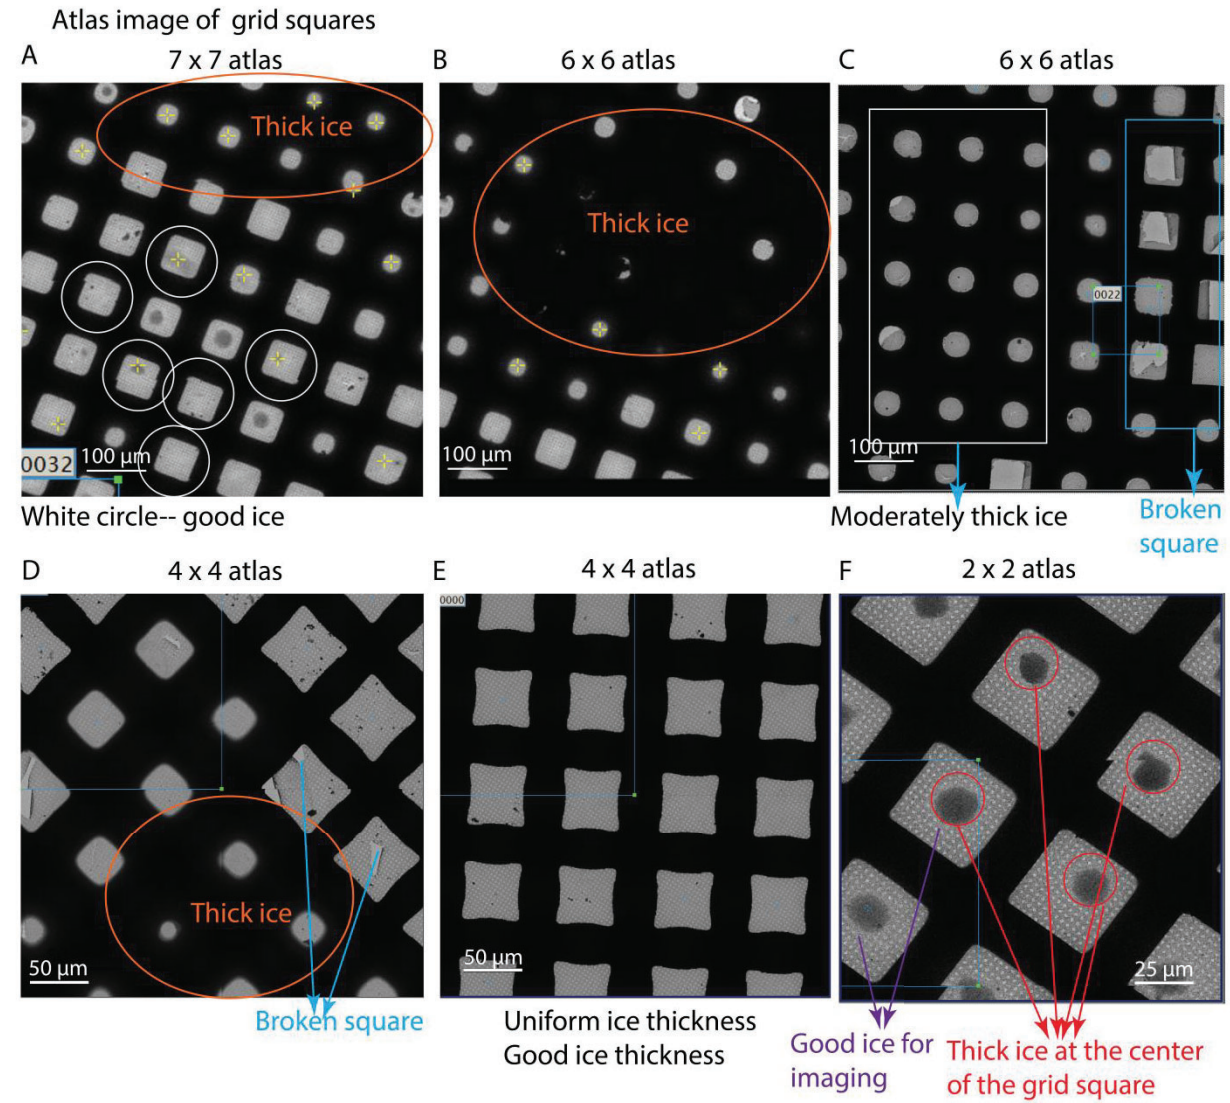 Atlas image of  grid squares
A
7 x 7 atlas
B
6 x 6 atlas
C
6 x 6 atlas
Thick ice
Thick ice
0022
0032
100 µm
100 µm
100 µm
White circle-- good ice
Moderately thick ice
Broken
square
D
4 x 4 atlas
E
4 x 4 atlas
F
2 x 2 atlas
0000
Thick ice
50 µm
50 µm
25 µm
Broken square
Uniform ice thickness
Good ice thickness
Good ice for
imaging
Thick ice at the center
of the grid square